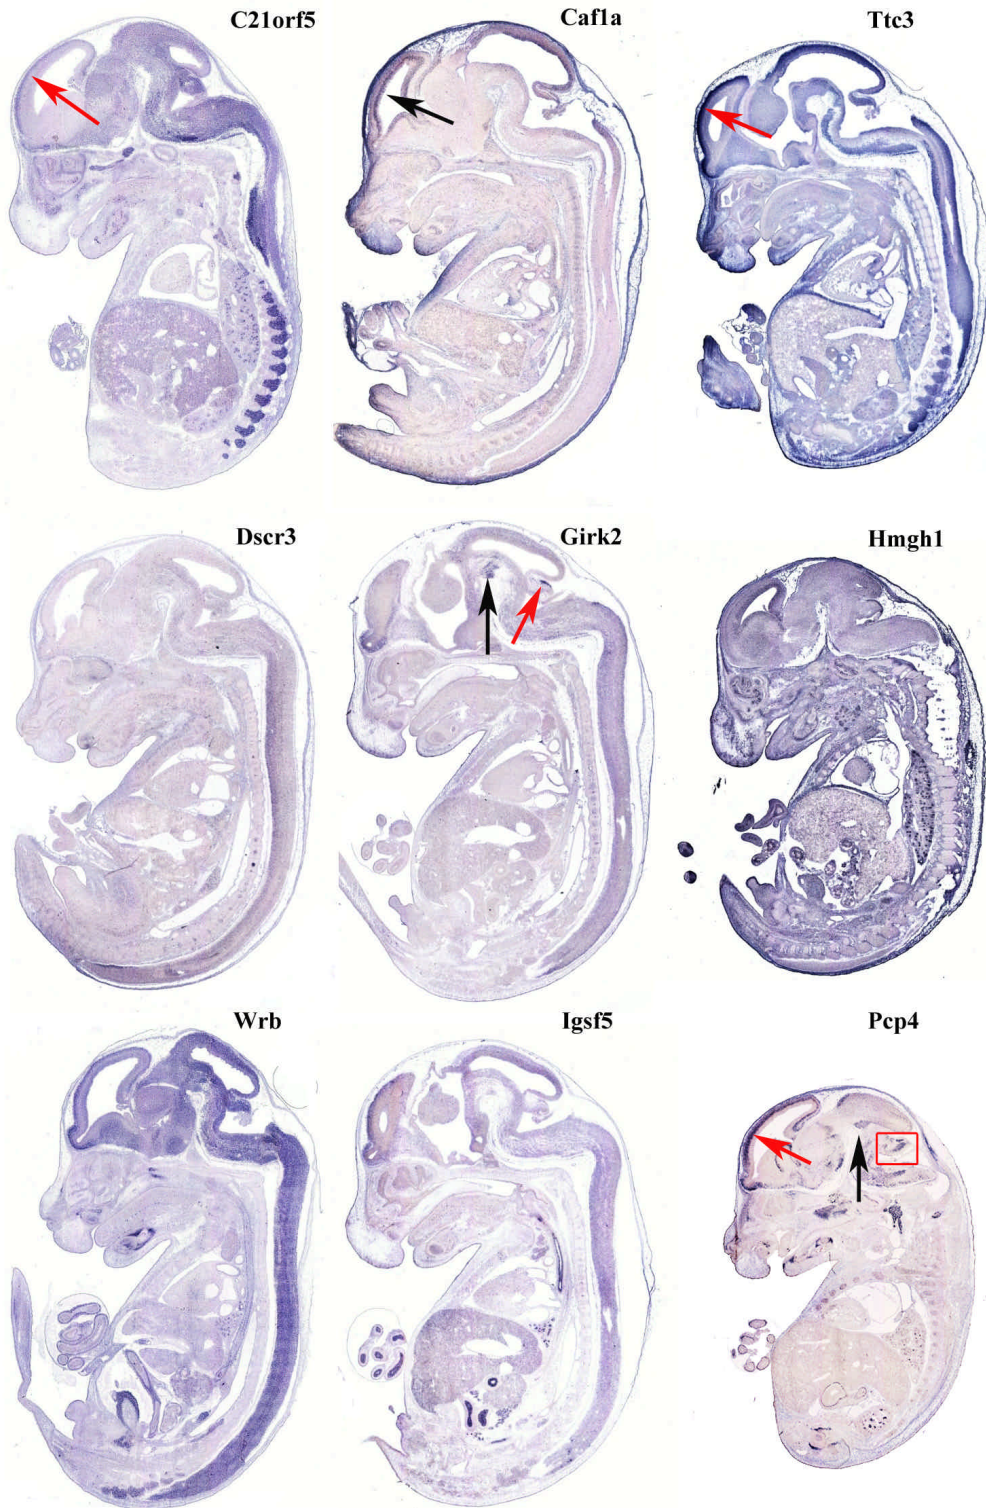 C21orf5
Caf1a
Ttc3
Dscr3
Girk2
Hmgh1
Wrb
Igsf5
Pcp4